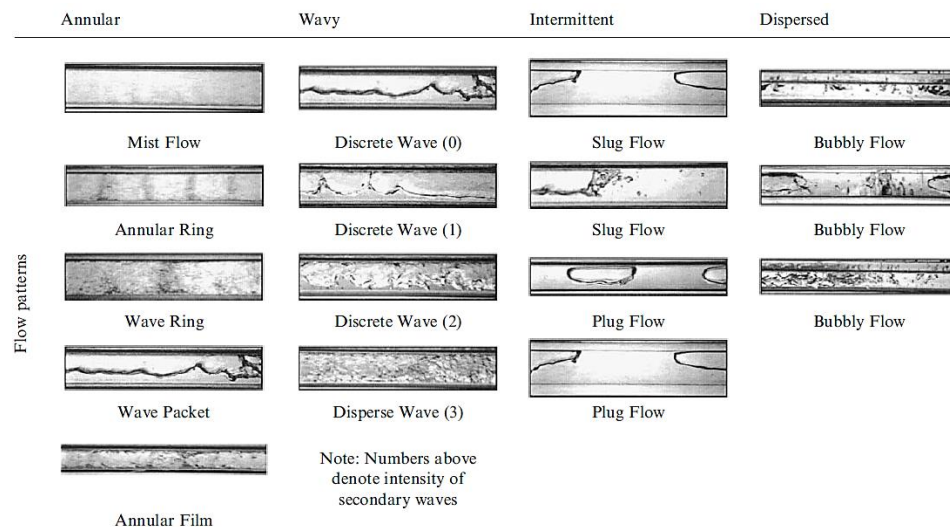 Annular Wavy Intermittent Dispersed
Mist Flow Discrete Wave (0) Slug Flow Bubbly Flow
Annular Ring Discrete Wave (1) Slug Flow Bubbly Flow
Flow patterns
Wave Ring Discrete Wave (2) Plug Flow Bubbly Flow
Wave Packet Disperse Wave (3) Plug Flow
Note: Numbers above
denote intensity of
secondary waves
Annular Film